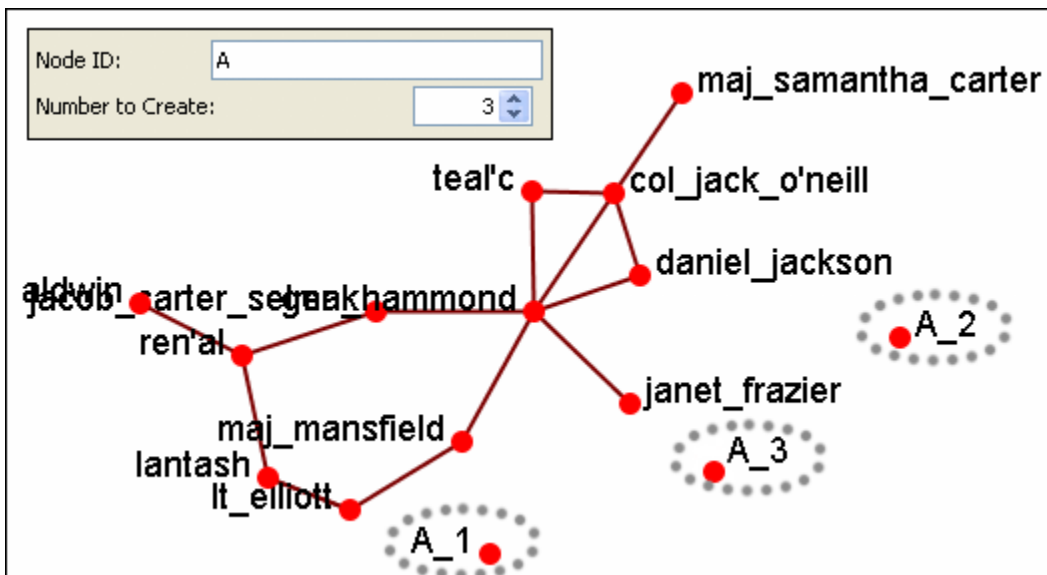 Node ID: A
Number to Create: 3
maj_samantha_carter
teal'c
col_jack_o'neill
daniel_jackson
aldwin
gen_hammond
A_2
ren'al
janet_frazier
maj_mansfield
A_3
lantash
lt_elliott
A_1